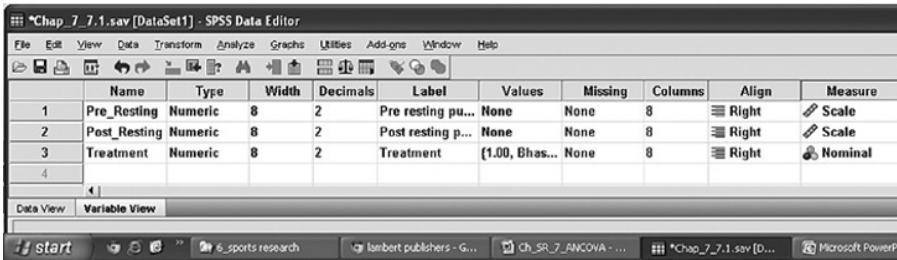 *Chap_7_7.1.sav [DataSet1] - SPSS Data Editor
File Edit View Data Transform Analyze Graphs Utilities Add-ons Window Help
Name Type Width Decimals Label Values Missing Columns Align Measure
1 Pre_Resting Numeric 8 2 Pre resting pu... None None 8 Right Scale
2 Post_Resting Numeric 8 2 Post resting p... None None 8 Right Scale
3 Treatment Numeric 8 2 Treatment {1.00, Bhas... None 8 Right Nominal
4
Data View Variable View
start 6_sports research lambert publishers - G... Ch_SR_7_ANCOVA - ... *Chap_7_7.1.sav [D... Microsoft PowerP